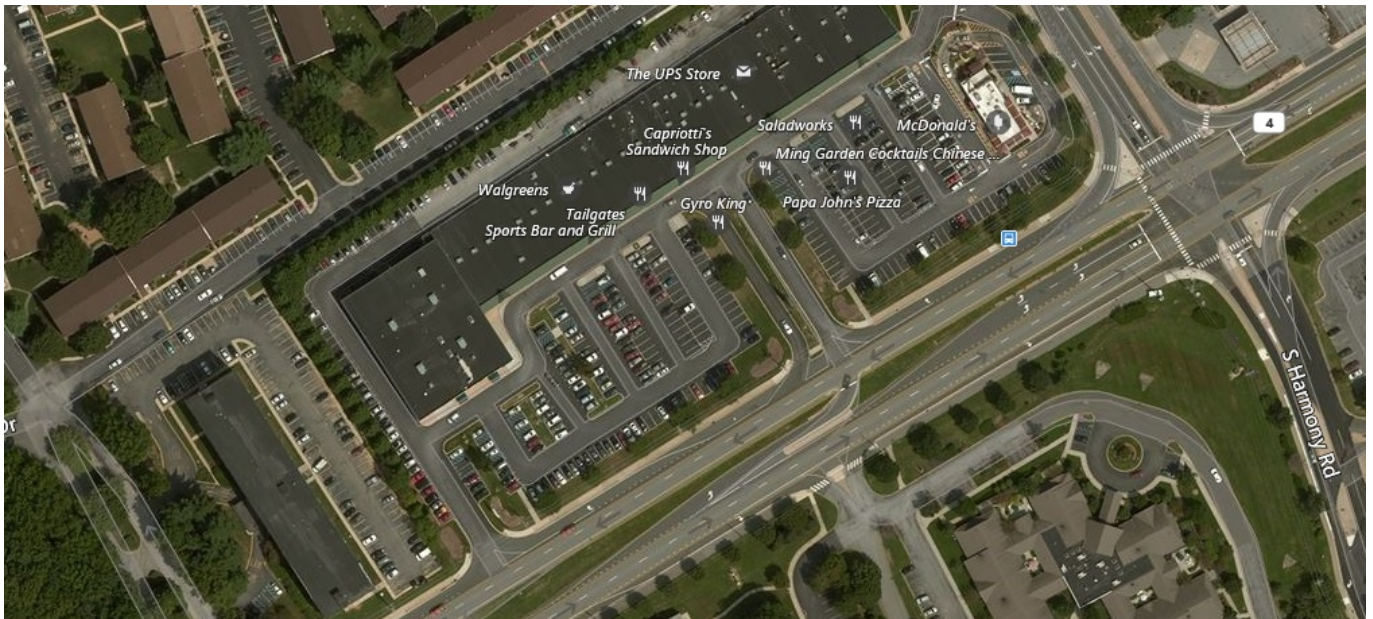 The UPS Store
Capriotti's
Sandwich Shop
Saladworks
McDonald's
4
Ming Garden Cocktails Chinese ...
Walgreens
Tailgates
Sports Bar and Grill
Gyro King
Papa John's Pizza
S Harmony Rd
Dr